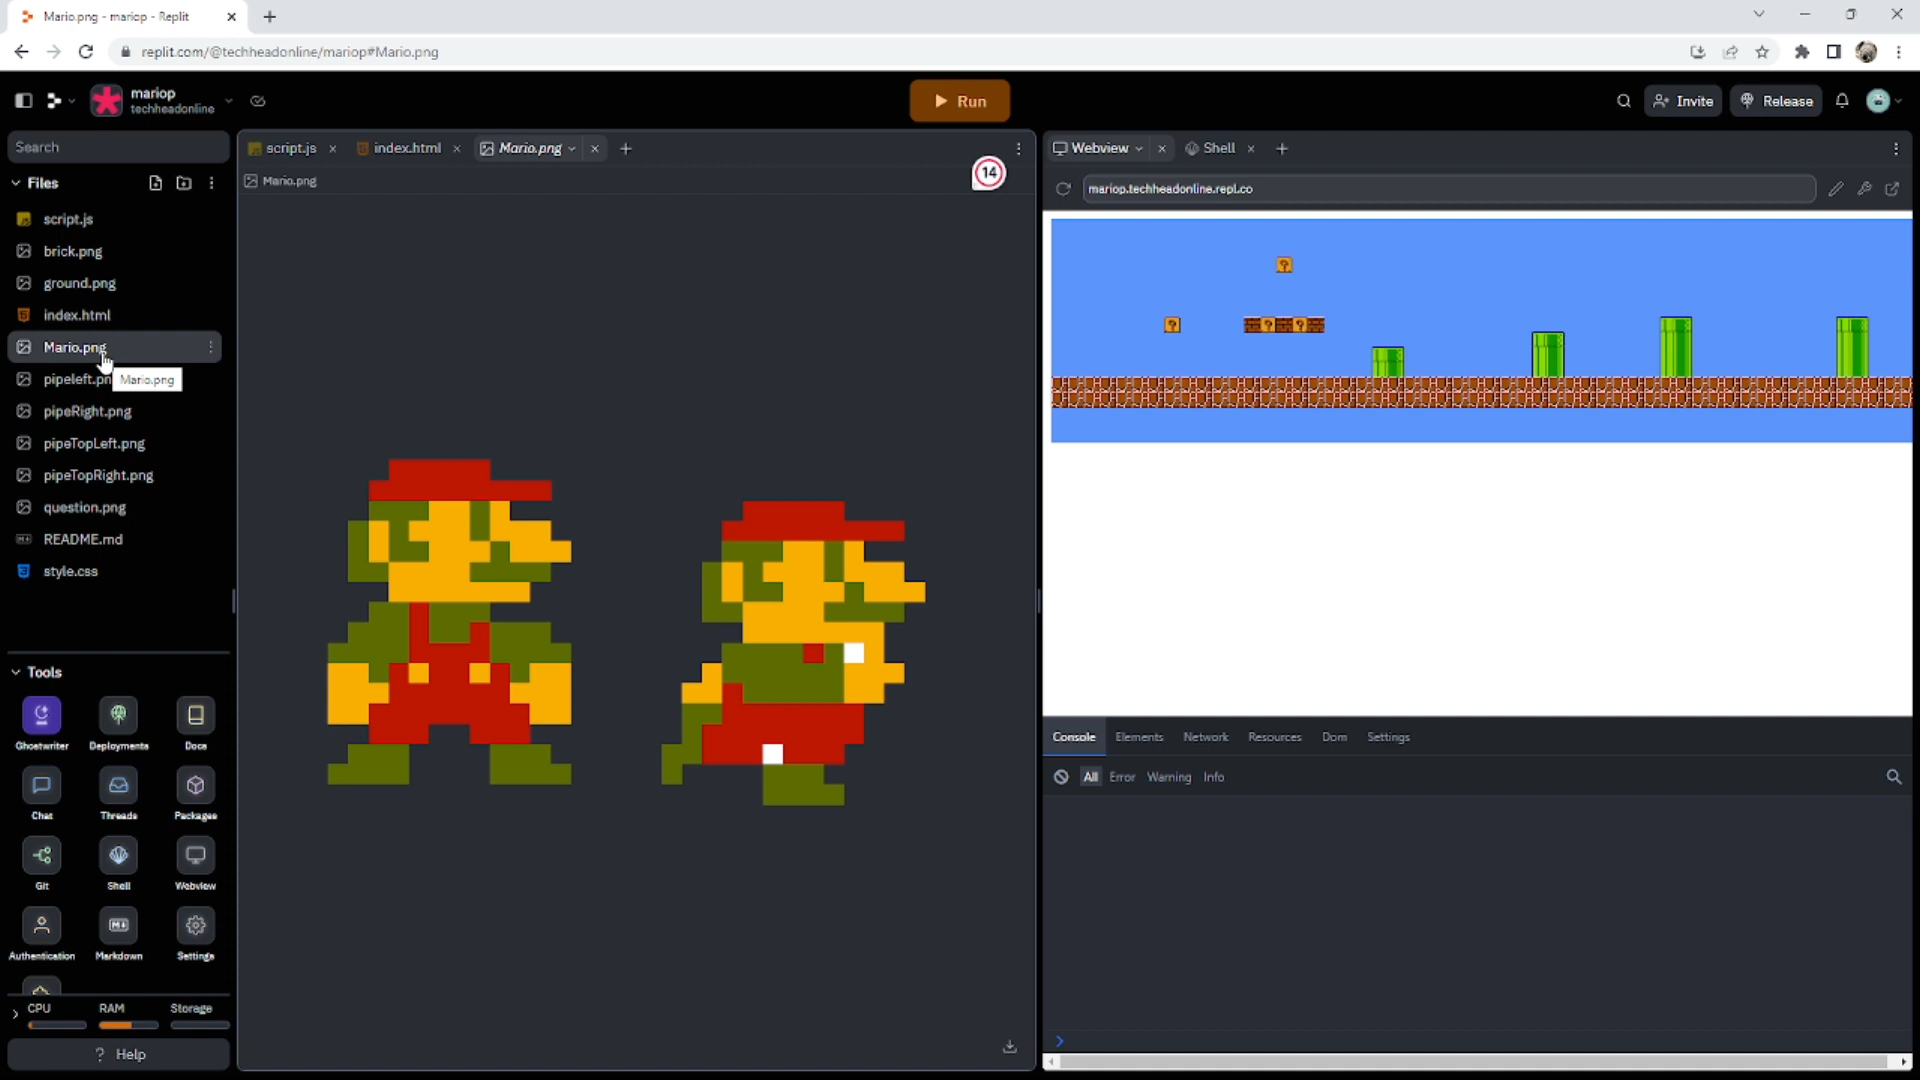 Mario.png - mariop - Replit
replit.com/@techheadonline/mariop#Mario.png
mariop
techheadonline
Run
Invite
Release
Search
script.js
index.html
Mario.png
Webview
Shell
Files
Mario.png
14
mariop.techheadonline.repl.co
script.js
brick.png
ground.png
index.html
Mario.png
pipeleft.pn
Mario.png
pipeRight.png
pipeTopLeft.png
pipeTopRight.png
question.png
README.md
style.css
Tools
Ghostwriter
Deployments
Docs
Chat
Threads
Packages
Git
Shell
Webview
Authentication
Markdown
Settings
CPU
RAM
Storage
? Help
Console
Elements
Network
Resources
Dom
Settings
All
Error
Warning
Info